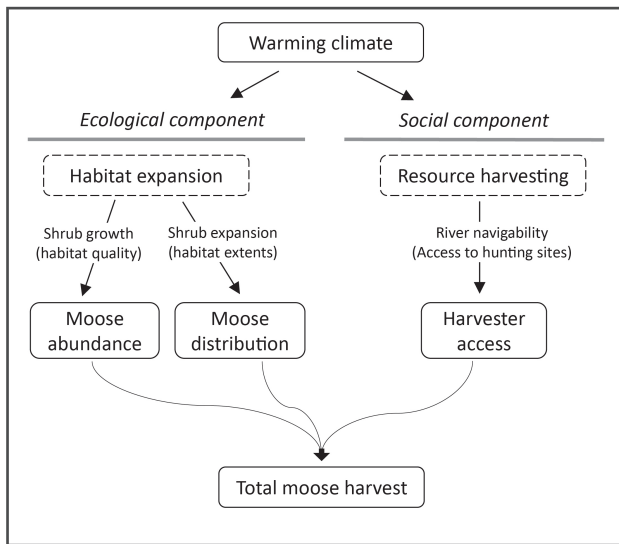 Warming climate
Ecological component
Social component
Habitat expansion
Resource harvesting
Shrub growth
(habitat quality)
Shrub expansion
(habitat extents)
River navigability
(Access to hunting sites)
Moose
abundance
Moose
distribution
Harvester
access
Total moose harvest